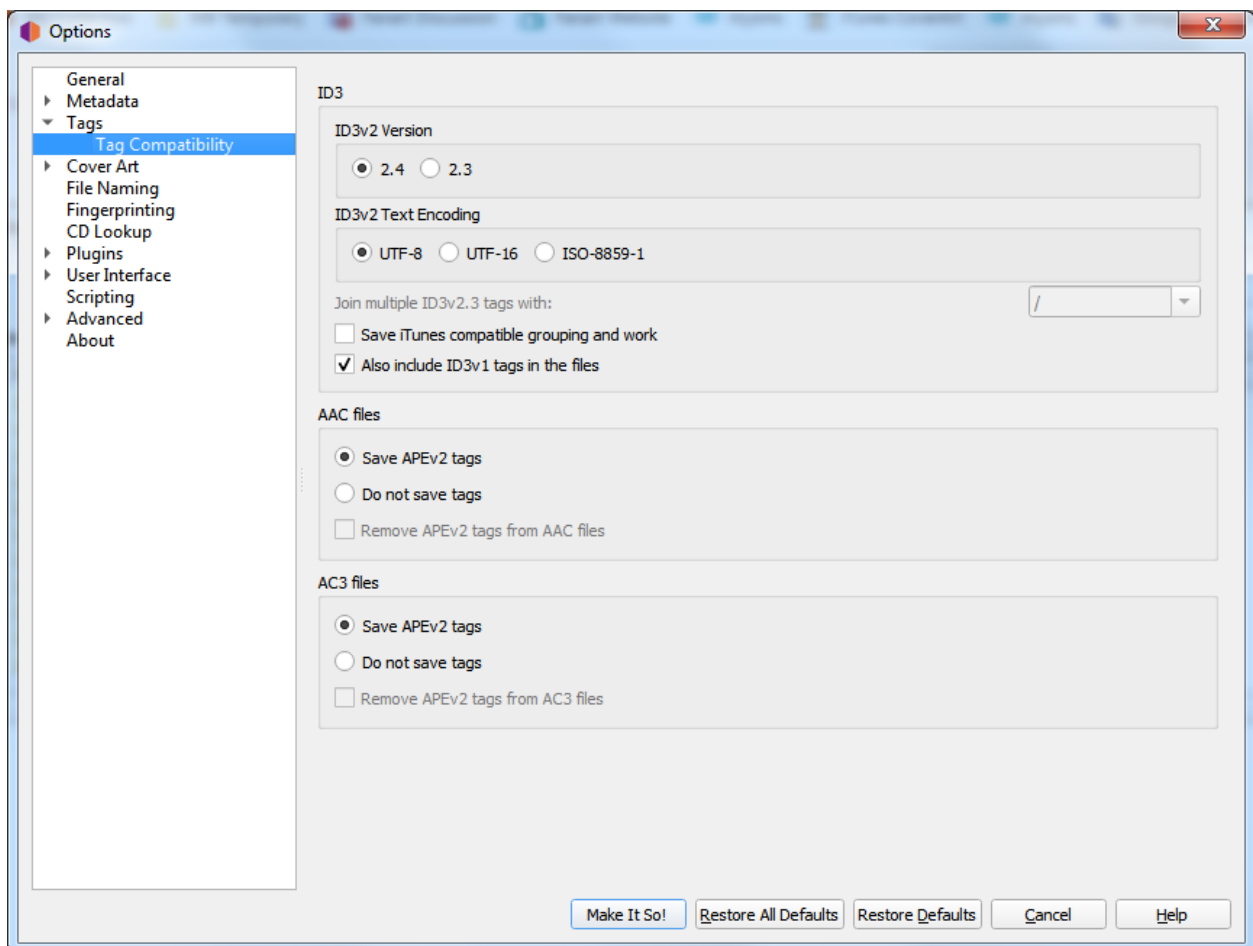 Options
General
Metadata
Tags
Tag Compatibility
Cover Art
File Naming
Fingerprinting
CD Lookup
Plugins
User Interface
Scripting
Advanced
About
ID3
ID3v2 Version
2.4 2.3
ID3v2 Text Encoding
UTF-8 UTF-16 ISO-8859-1
Join multiple ID3v2.3 tags with: /
Save iTunes compatible grouping and work
Also include ID3v1 tags in the files
AAC files
Save APEv2 tags
Do not save tags
Remove APEv2 tags from AAC files
AC3 files
Save APEv2 tags
Do not save tags
Remove APEv2 tags from AC3 files
Make It So! Restore All Defaults Restore Defaults Cancel Help